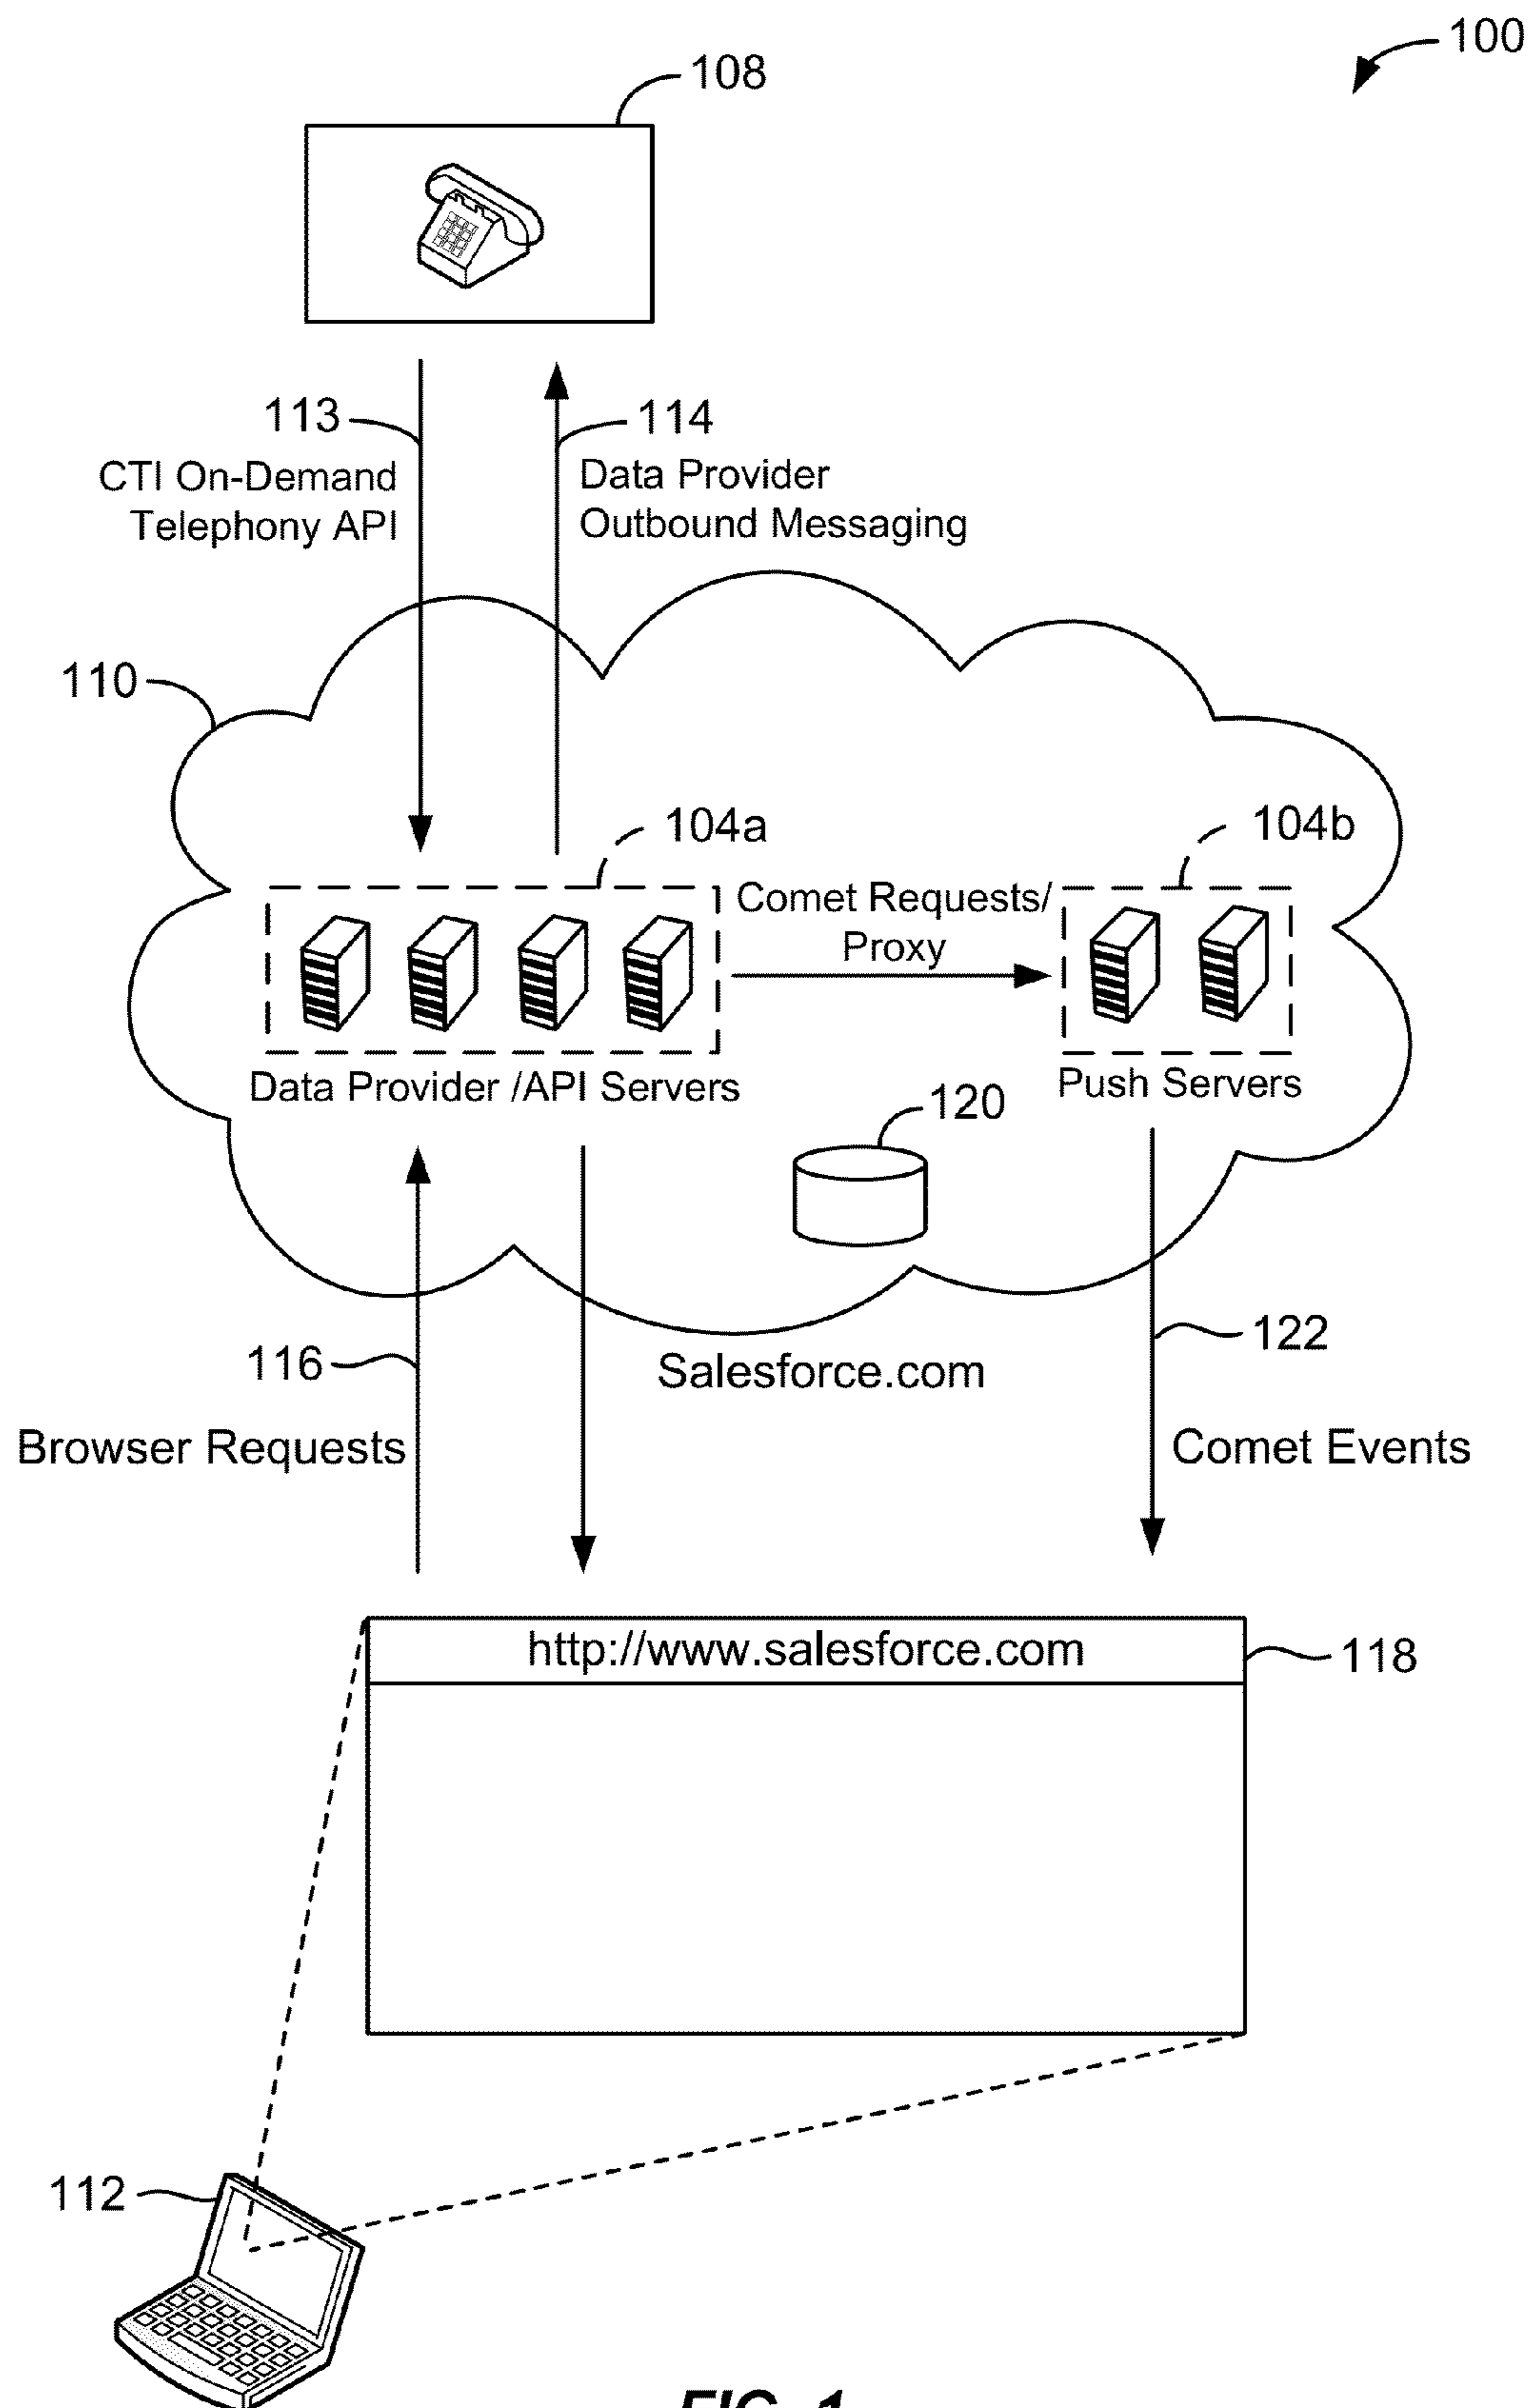 100
108
113
114
CTI On-Demand
Telephony API
Data Provider
Outbound Messaging
110
104a
104b
Comet Requests/
Proxy
Data Provider /API Servers
Push Servers
120
116
122
Salesforce.com
Browser Requests
Comet Events
http://www.salesforce.com
118
112
FIG. 1